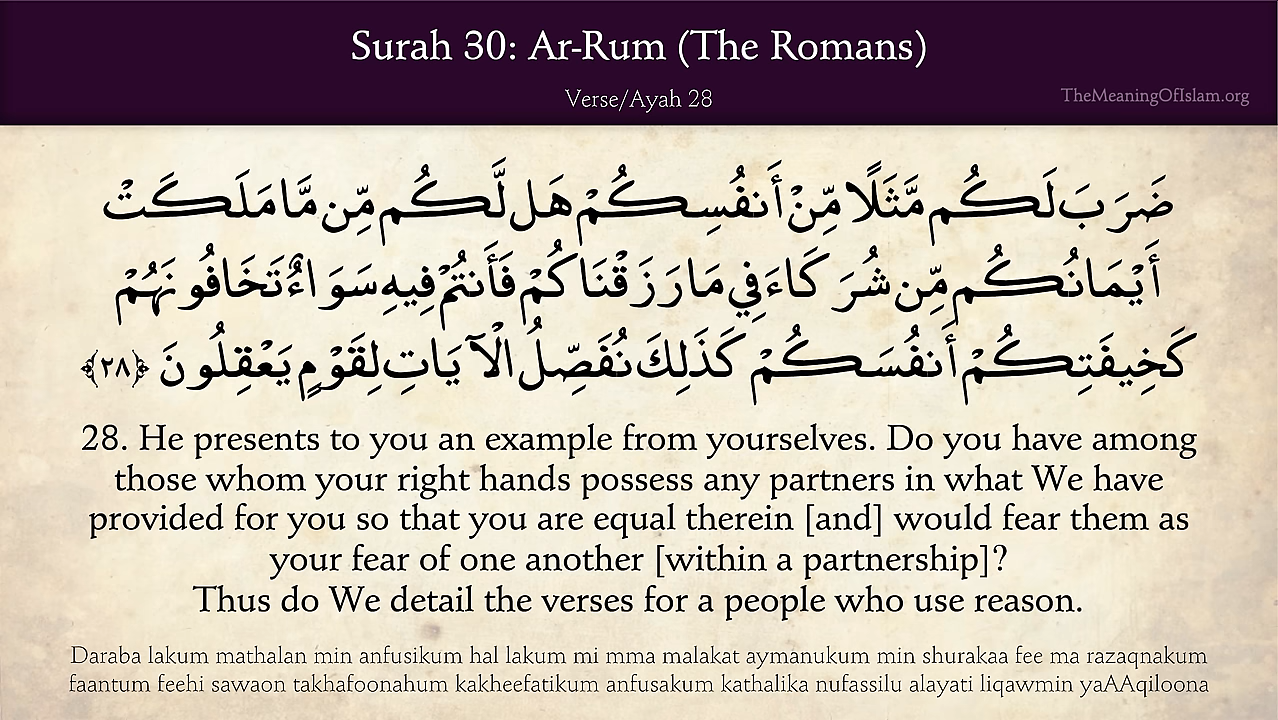 Surah 30: Ar-Rum (The Romans)
Verse/Ayah 28
TheMeaningOfIslam.org
ضَرَبَ لَكُم مَّثَلًا مِّنْ أَنفُسِكُمْ هَل لَّكُم مِّن مَّا مَلَكَتْ
أَيْمَانُكُم مِّن شُرَكَاءَ فِي مَا رَزَقْنَاكُمْ فَأَنتُمْ فِيهِ سَوَاءٌ تَخَافُونَهُمْ
كَخِيفَتِكُمْ أَنفُسَكُمْ كَذَلِكَ نُفَصِّلُ الْآيَاتِ لِقَوْمٍ يَعْقِلُونَ ﴿٢٨﴾
28. He presents to you an example from yourselves. Do you have among
those whom your right hands possess any partners in what We have
provided for you so that you are equal therein [and] would fear them as
your fear of one another [within a partnership]?
Thus do We detail the verses for a people who use reason.
Daraba lakum mathalan min anfusikum hal lakum mi mma malakat aymanukum min shurakaa fee ma razaqnakum
faantum feehi sawaon takhafoonahum kakheefatikum anfusakum kathalika nufassilu alayati liqawmin yaAAqiloona